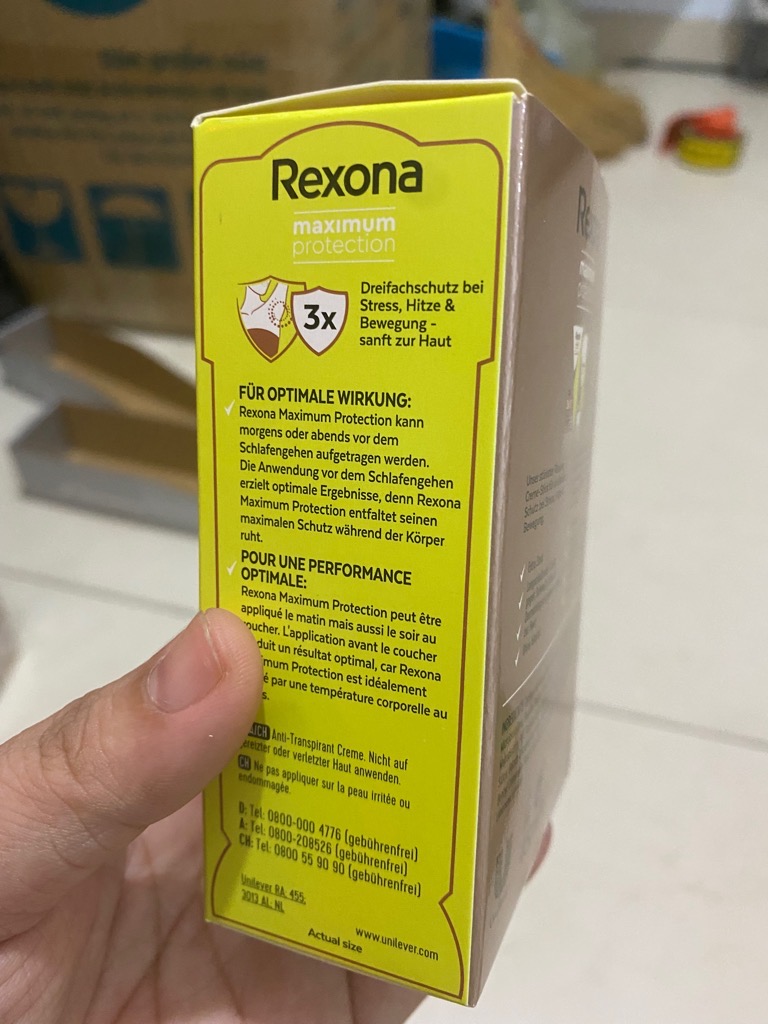 Rexona
maximum
protection
3x
Dreifachschutz bei
Stress, Hitze &
Bewegung -
sanft zur Haut
FÜR OPTIMALE WIRKUNG:
Rexona Maximum Protection kann
morgens oder abends vor dem
Schlafengehen aufgetragen werden.
Die Anwendung vor dem Schlafengehen
erzielt optimale Ergebnisse, denn Rexona
Maximum Protection entfaltet seinen
maximalen Schutz während der Körper
ruht.
POUR UNE PERFORMANCE
OPTIMALE:
Rexona Maximum Protection peut être
appliqué le matin mais aussi le soir au
coucher. L'application avant le coucher
un résultat optimal, car Rexona
Protection est idéalement
par une température corporelle au
Anti-Transpirant Creme. Nicht auf
gereizter oder verletzter Haut anwenden.
CH Ne pas appliquer sur la peau irritée ou
endommagée.
D: Tel: 0800-000 4776 (gebührenfrei)
A: Tel: 0800-208526 (gebührenfrei)
CH: Tel: 0800 55 90 90 (gebührenfrei)
Unilever RA, 455,
3013 AL, NL
www.unilever.com
Actual size